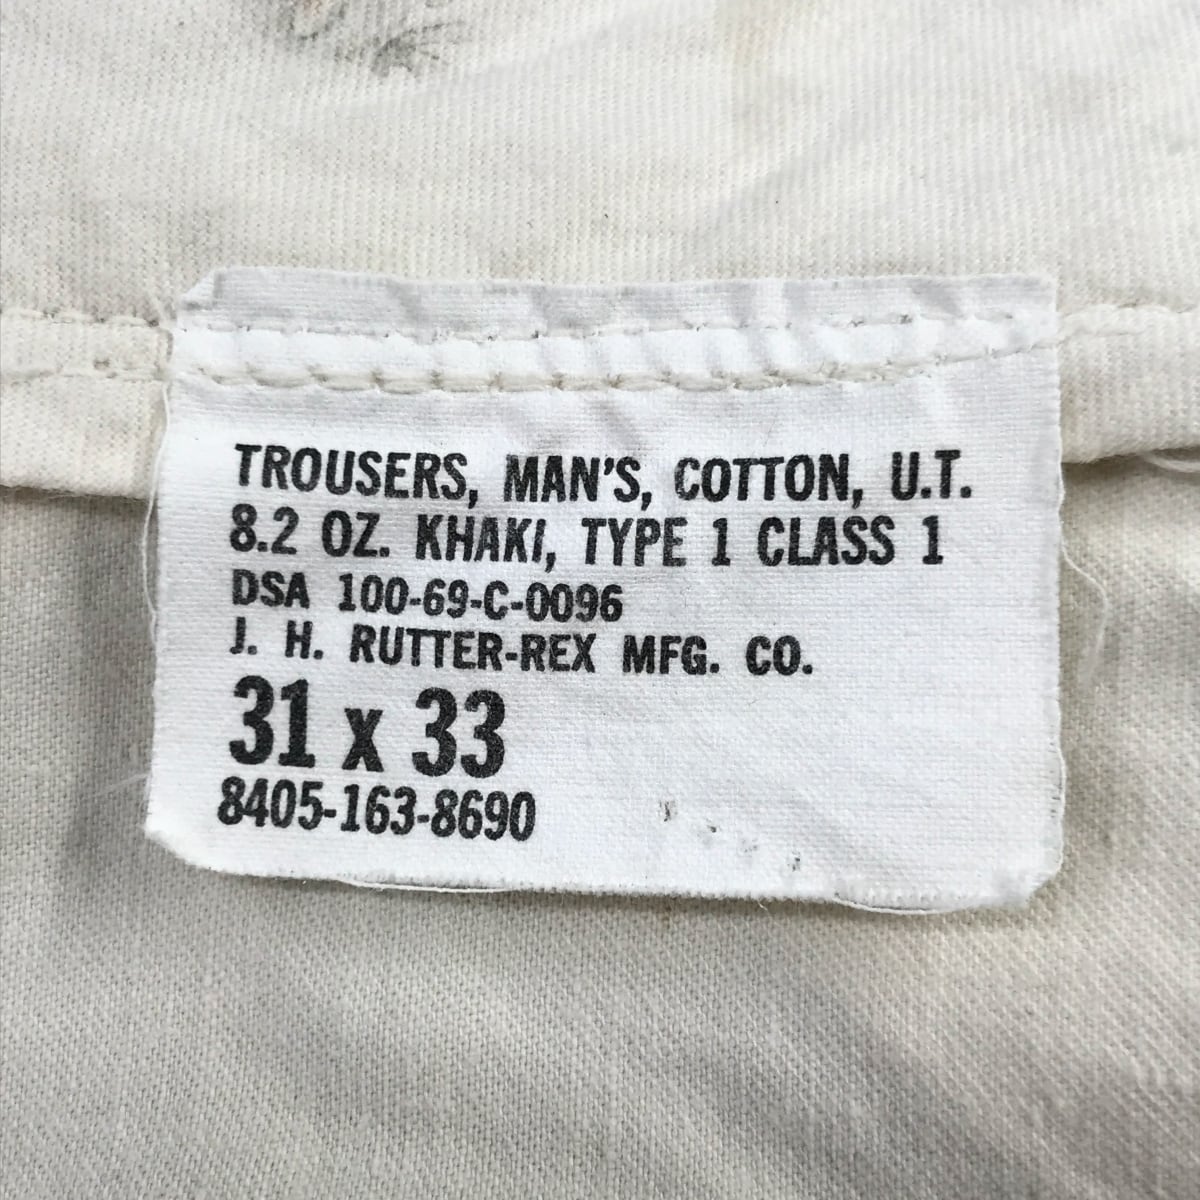 TROUSERS, MAN'S, COTTON, U.T.
8.2 OZ. KHAKI, TYPE 1 CLASS 1
DSA 100-69-C-0096
J. H. RUTTER-REX MFG. CO.
31 x 33
8405-163-8690